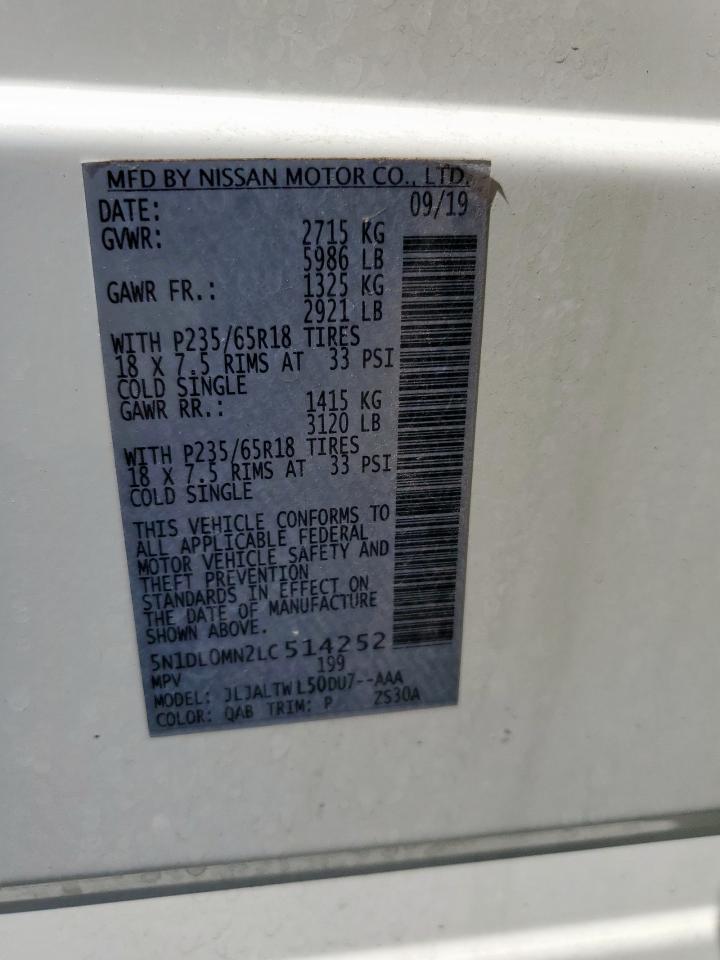 MFD BY NISSAN MOTOR CO., LTD.
DATE: 09/19
GVWR: 2715 KG
5986 LB
GAWR FR.: 1325 KG
2921 LB
WITH P235/65R18 TIRES
18 X 7.5 RIMS AT 33 PSI
COLD SINGLE
GAWR RR.: 1415 KG
3120 LB
WITH P235/65R18 TIRES
18 X 7.5 RIMS AT 33 PSI
COLD SINGLE
THIS VEHICLE CONFORMS TO
ALL APPLICABLE FEDERAL
MOTOR VEHICLE SAFETY AND
THEFT PREVENTION
STANDARDS IN EFFECT ON
THE DATE OF MANUFACTURE
SHOWN ABOVE.
5N1DL0MN2LC514252
MPV 199
MODEL: JLJALTWL50DU7--AAA
COLOR: QAB TRIM: P ZS30A